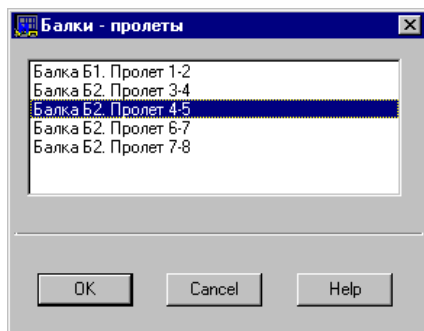 Балки - пролеты
Балка Б1. Пролет 1-2
Балка Б2. Пролет 3-4
Балка Б2. Пролет 4-5
Балка Б2. Пролет 6-7
Балка Б2. Пролет 7-8
OK Cancel Help